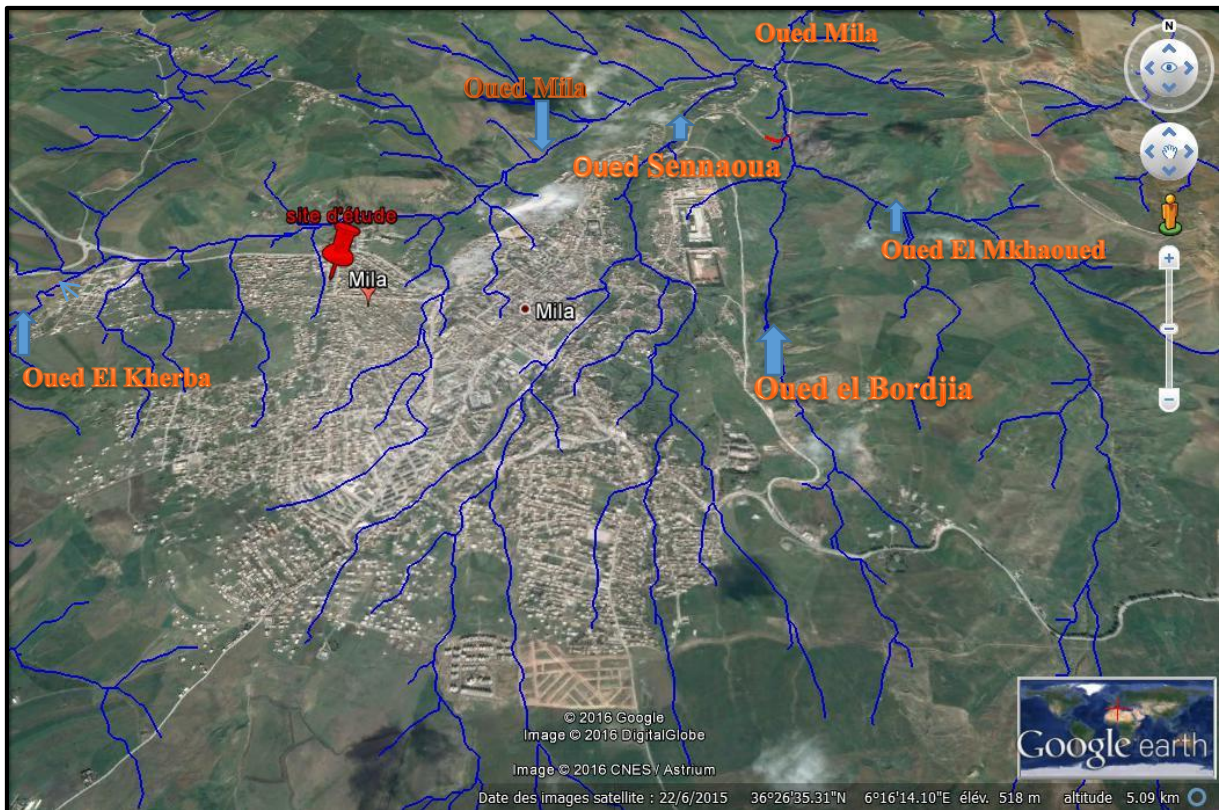 Oued Mila
N
Oued Mila
Oued Sennaoua
site d'étude
Oued El Mkhaoued
Mila
Mila
Oued El Kherba
Oued el Bordjia
© 2016 Google
Image © 2016 DigitalGlobe
Image © 2016 CNES / Astrium
Google earth
Date des images satellite : 22/6/2015 36°26'35.31"N 6°16'14.10"E élév. 518 m altitude 5.09 km